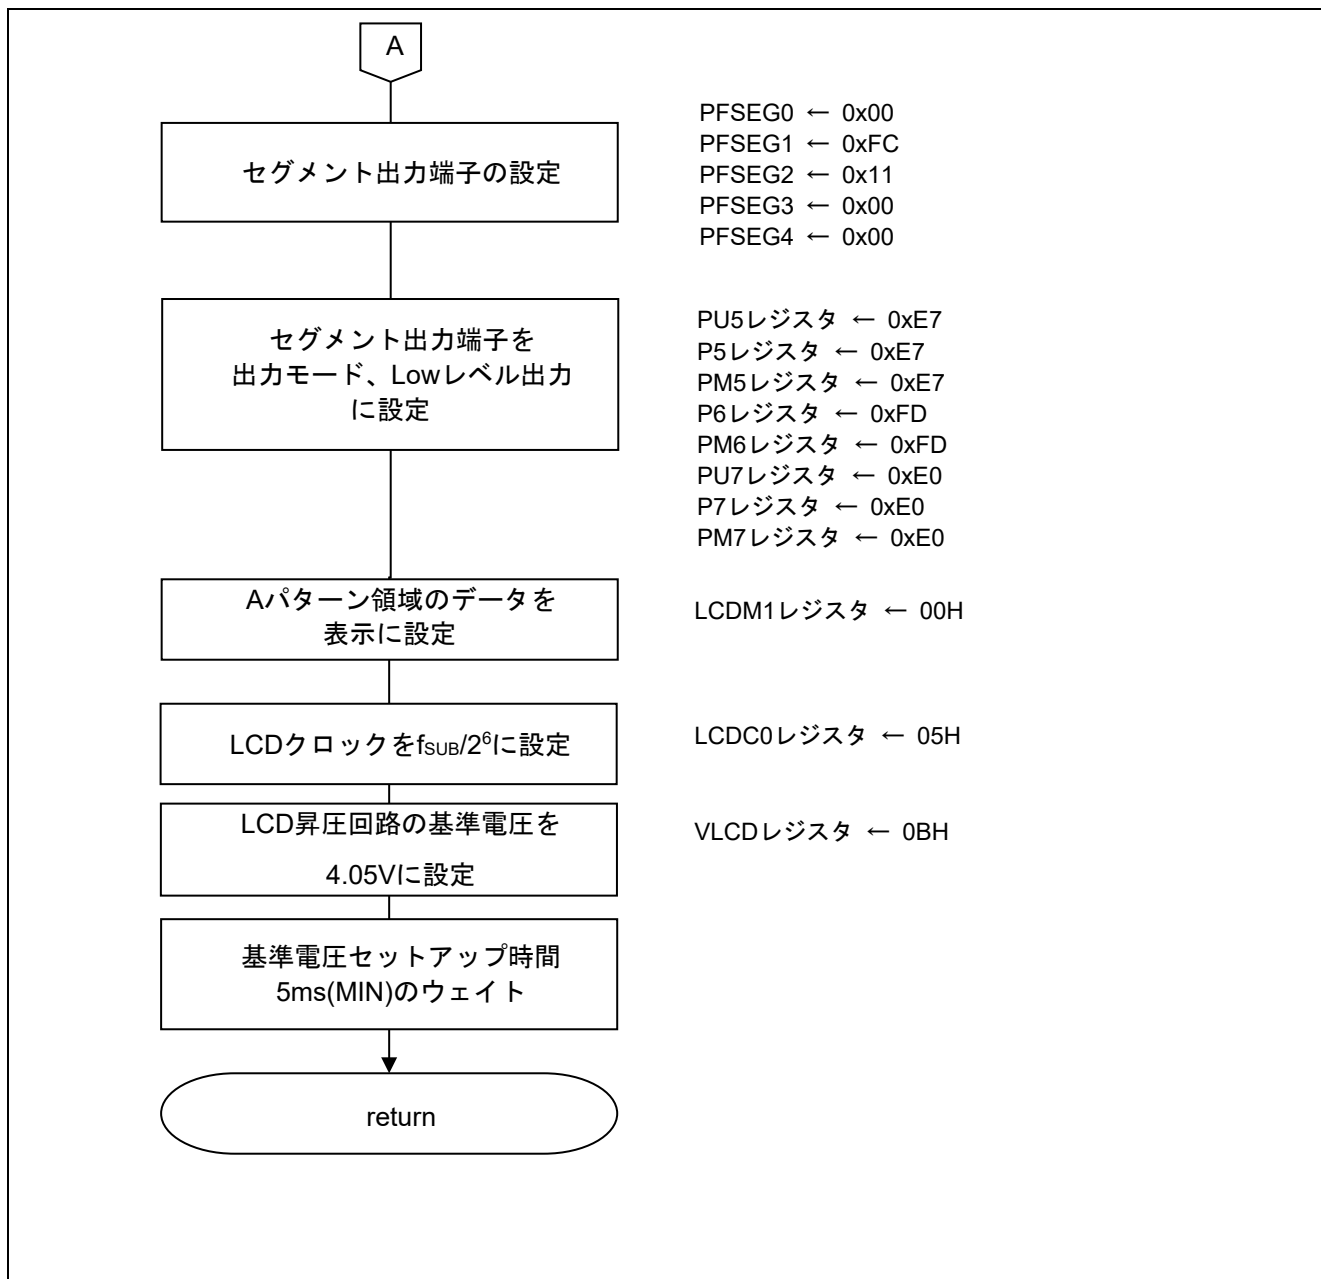 A
セグメント出力端子の設定
PFSEG0 ← 0x00
PFSEG1 ← 0xFC
PFSEG2 ← 0x11
PFSEG3 ← 0x00
PFSEG4 ← 0x00
セグメント出力端子を
出力モード、Lowレベル出力
に設定
PU5レジスタ ← 0xE7
P5レジスタ ← 0xE7
PM5レジスタ ← 0xE7
P6レジスタ ← 0xFD
PM6レジスタ ← 0xFD
PU7レジスタ ← 0xE0
P7レジスタ ← 0xE0
PM7レジスタ ← 0xE0
Aパターン領域のデータを
表示に設定
LCDM1レジスタ ← 00H
LCDクロックをfSUB/2⁶に設定
LCDC0レジスタ ← 05H
LCD昇圧回路の基準電圧を
4.05Vに設定
VLCDレジスタ ← 0BH
基準電圧セットアップ時間
5ms(MIN)のウェイト
return